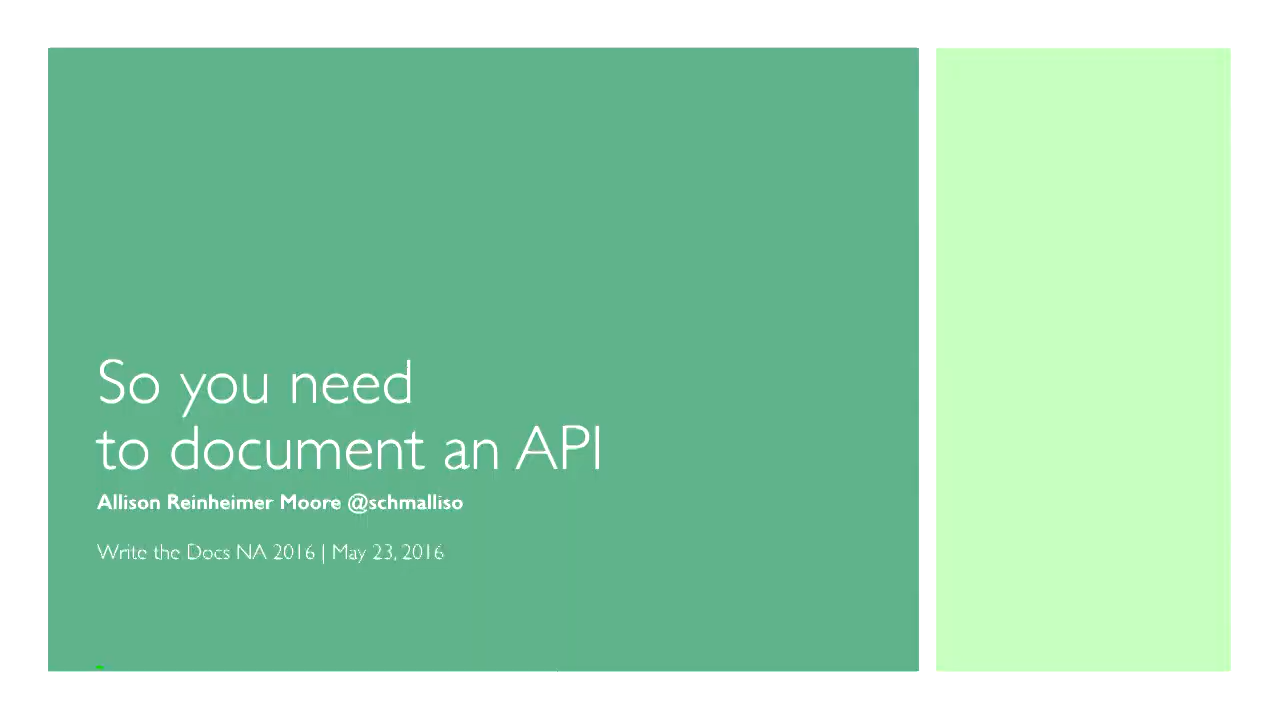 So you need
to document an API
Allison Reinheimer Moore @schmalliso
Write the Docs NA 2016 | May 23, 2016